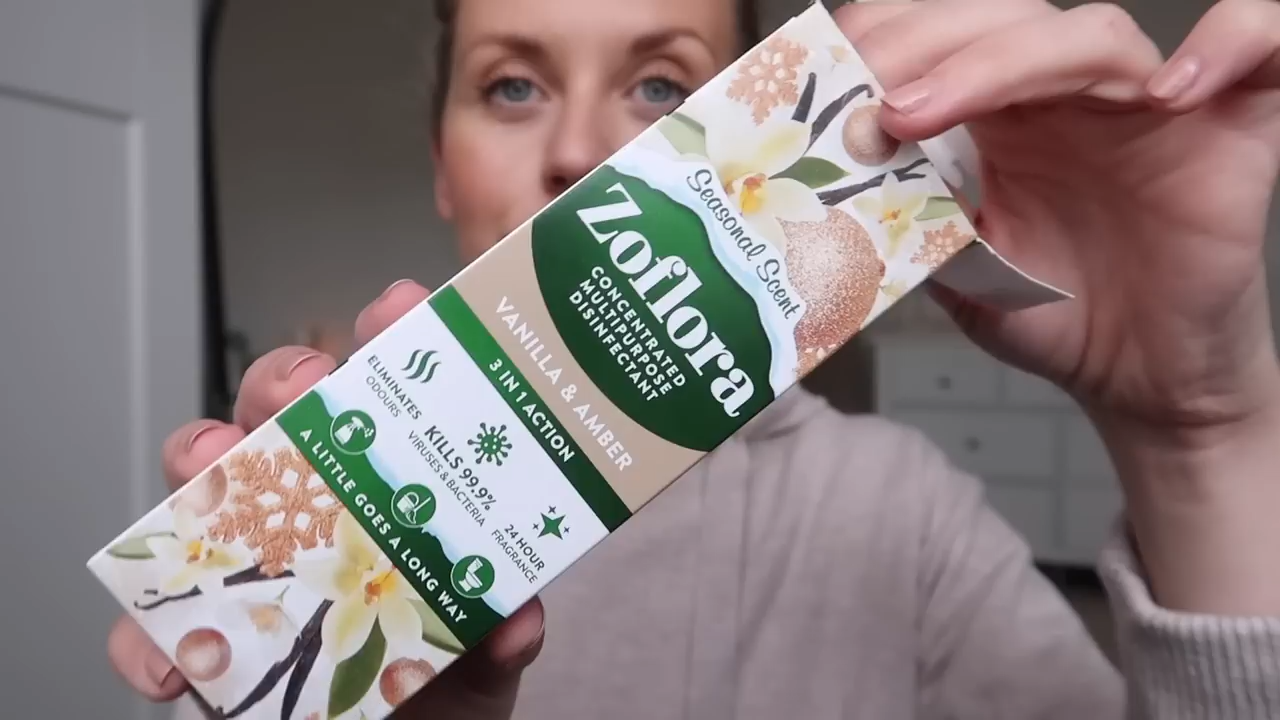 Seasonal Scent
Zoflora
CONCENTRATED
MULTIPURPOSE
DISINFECTANT
VANILLA & AMBER
3 IN 1 ACTION
ELIMINATES
ODOURS
KILLS 99.9%
VIRUSES & BACTERIA
24 HOUR
FRAGRANCE
A LITTLE GOES A LONG WAY